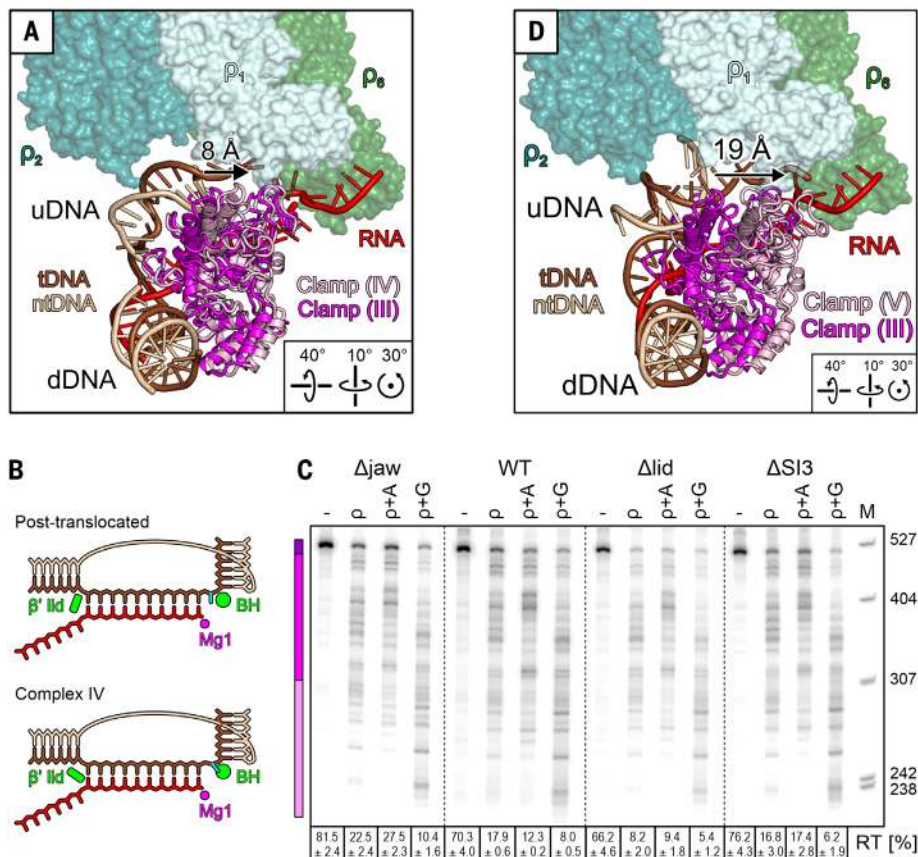 A
ρ₁
ρ₆
ρ₂
8 Å
uDNA
RNA
tDNA
ntDNA
Clamp (IV)
Clamp (III)
dDNA
40° 10° 30°
D
ρ₁
ρ₆
ρ₂
19 Å
uDNA
RNA
tDNA
ntDNA
Clamp (V)
Clamp (III)
dDNA
40° 10° 30°
B
Post-translocated
β' lid
BH
Mg1
Complex IV
β' lid
BH
Mg1
C
Δjaw WT Δlid ΔSI3
- ρ ρ+A ρ+G - ρ ρ+A ρ+G - ρ ρ+A ρ+G - ρ ρ+A ρ+G M
527
404
307
242
238
81.5 22.5 27.5 10.4 70.3 17.9 12.3 8.0 66.2 8.2 9.4 5.4 76.2 16.8 17.4 6.2 RT [%]
± 2.4 ± 2.4 ± 2.3 ± 1.6 ± 4.0 ± 0.6 ± 0.2 ± 0.5 ± 4.6 ± 2.0 ± 1.8 ± 1.2 ± 4.3 ± 3.0 ± 2.8 ± 1.9